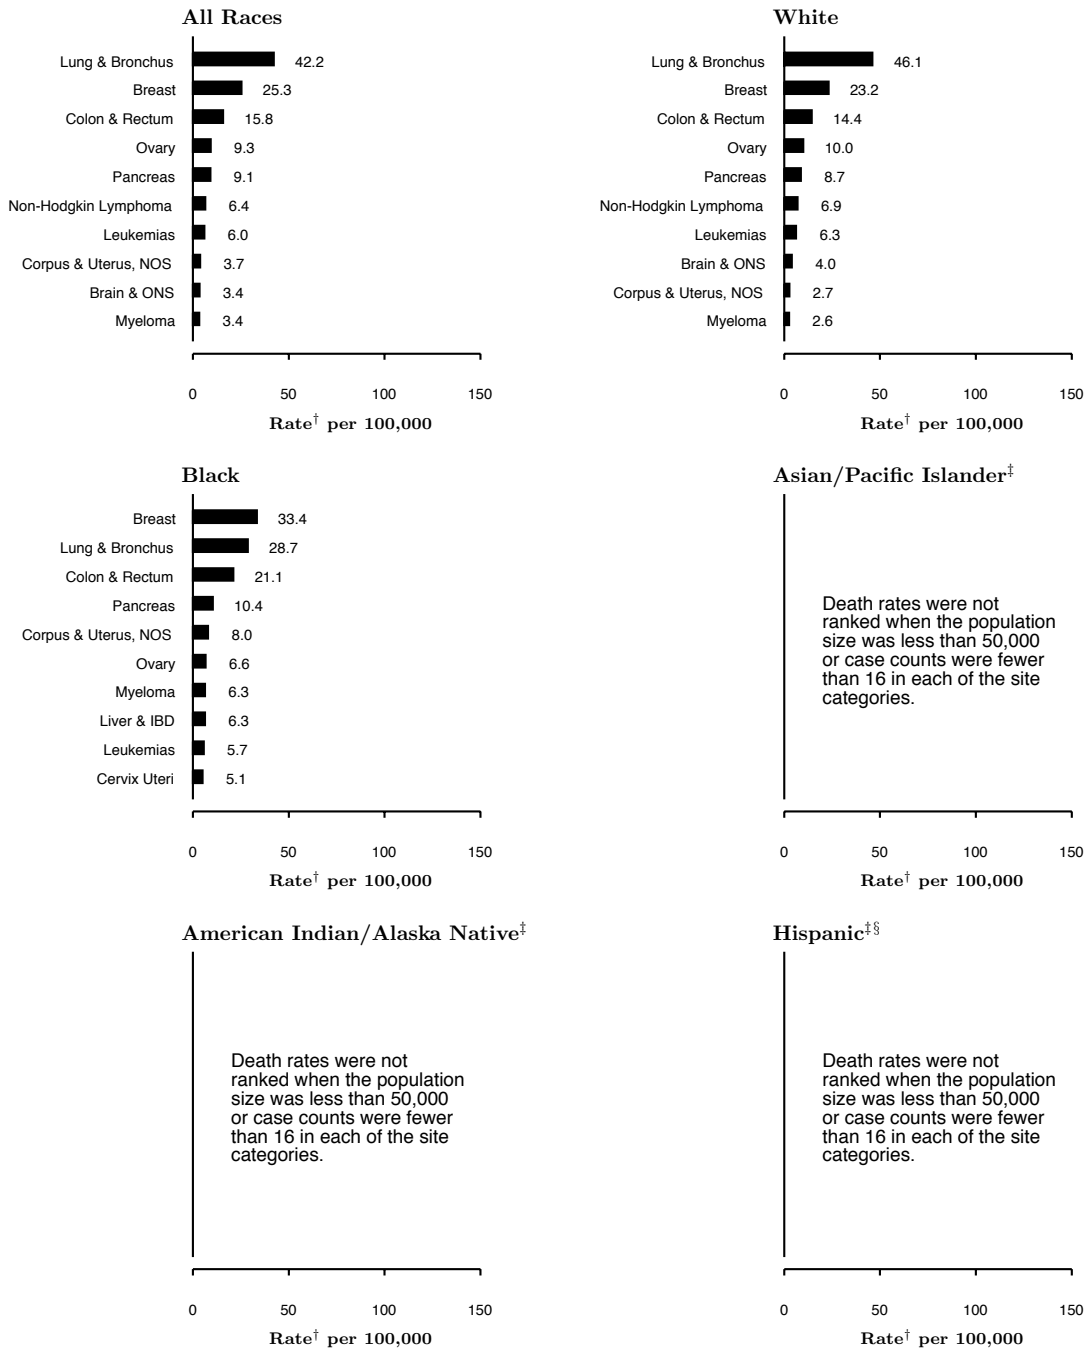 All Races
Lung & Bronchus 42.2
Breast 25.3
Colon & Rectum 15.8
Ovary 9.3
Pancreas 9.1
Non-Hodgkin Lymphoma 6.4
Leukemias 6.0
Corpus & Uterus, NOS 3.7
Brain & ONS 3.4
Myeloma 3.4
0 50 100 150
Rate† per 100,000
White
Lung & Bronchus 46.1
Breast 23.2
Colon & Rectum 14.4
Ovary 10.0
Pancreas 8.7
Non-Hodgkin Lymphoma 6.9
Leukemias 6.3
Brain & ONS 4.0
Corpus & Uterus, NOS 2.7
Myeloma 2.6
0 50 100 150
Rate† per 100,000
Black
Breast 33.4
Lung & Bronchus 28.7
Colon & Rectum 21.1
Pancreas 10.4
Corpus & Uterus, NOS 8.0
Ovary 6.6
Myeloma 6.3
Liver & IBD 6.3
Leukemias 5.7
Cervix Uteri 5.1
0 50 100 150
Rate† per 100,000
Asian/Pacific Islander‡
Death rates were not
ranked when the population
size was less than 50,000
or case counts were fewer
than 16 in each of the site
categories.
0 50 100 150
Rate† per 100,000
American Indian/Alaska Native‡
Death rates were not
ranked when the population
size was less than 50,000
or case counts were fewer
than 16 in each of the site
categories.
0 50 100 150
Rate† per 100,000
Hispanic‡§
Death rates were not
ranked when the population
size was less than 50,000
or case counts were fewer
than 16 in each of the site
categories.
0 50 100 150
Rate† per 100,000